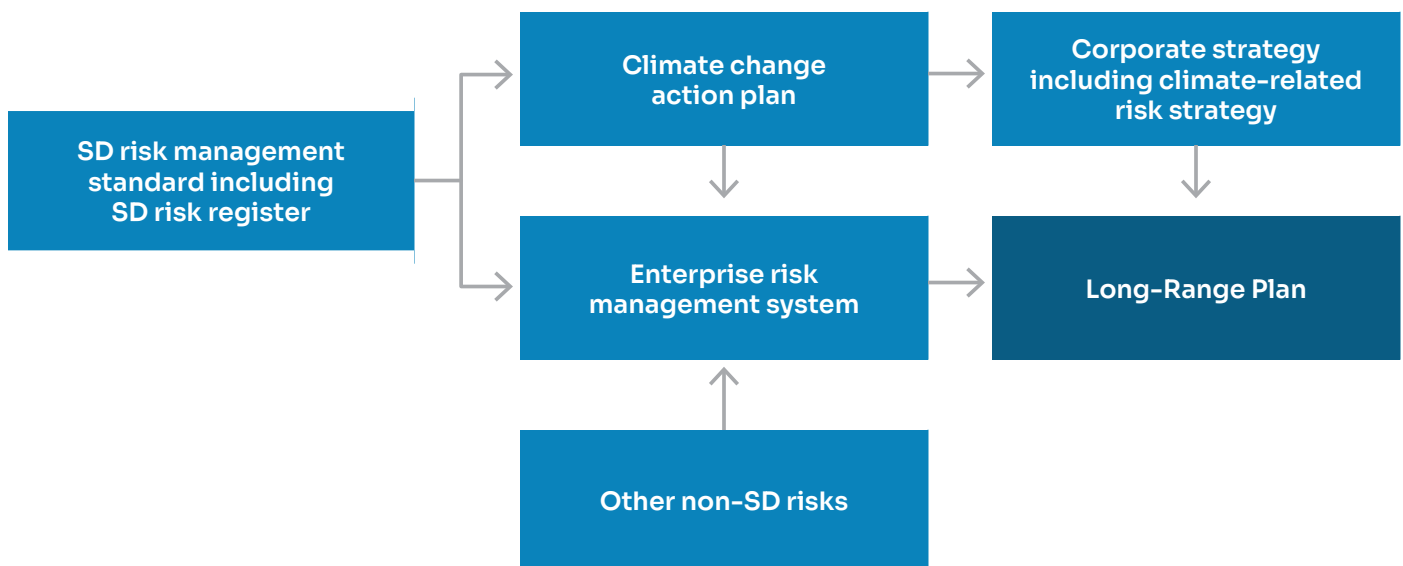 SD risk management
standard including
SD risk register
Climate change
action plan
Corporate strategy
including climate-related
risk strategy
Enterprise risk
management system
Long-Range Plan
Other non-SD risks